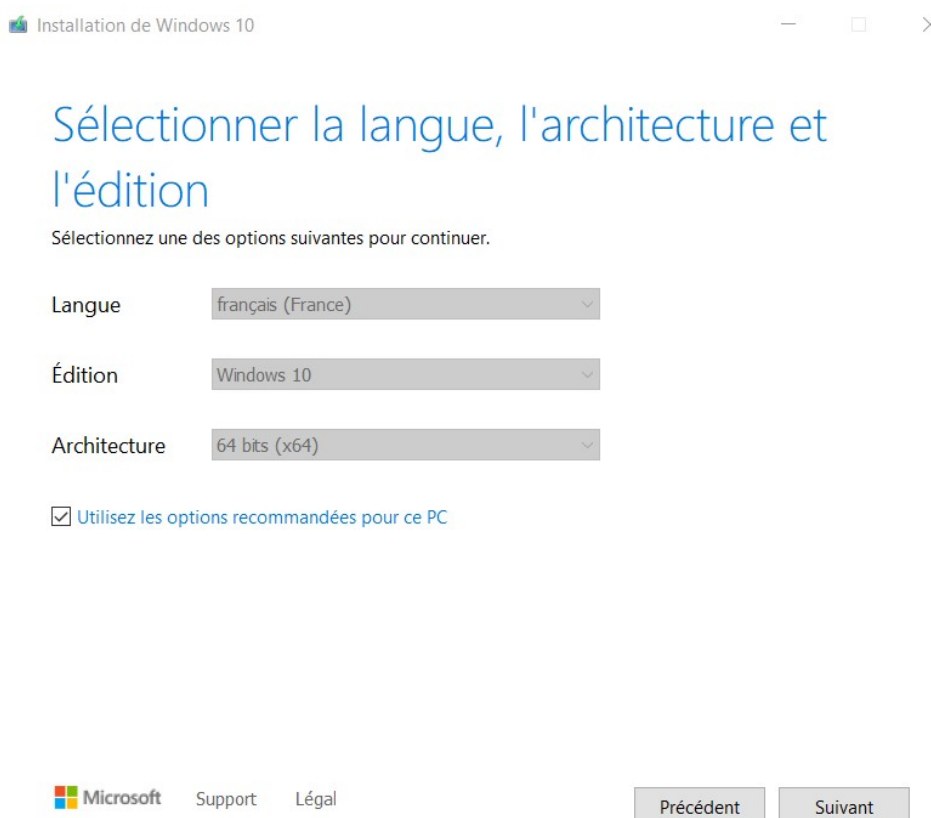 Installation de Windows 10
Sélectionner la langue, l'architecture et
l'édition
Sélectionnez une des options suivantes pour continuer.
Langue
français (France)
Édition
Windows 10
Architecture
64 bits (x64)
Utilisez les options recommandées pour ce PC
Microsoft Support Légal
Précédent Suivant